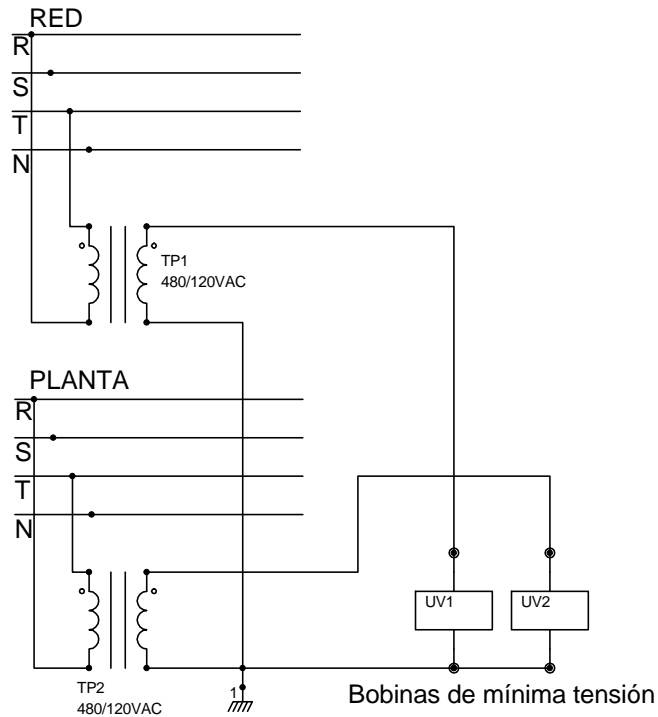 RED
R
S
T
N
TP1
480/120VAC
PLANTA
R
S
T
N
UV1
UV2
TP2
480/120VAC
1
Bobinas de mínima tensión